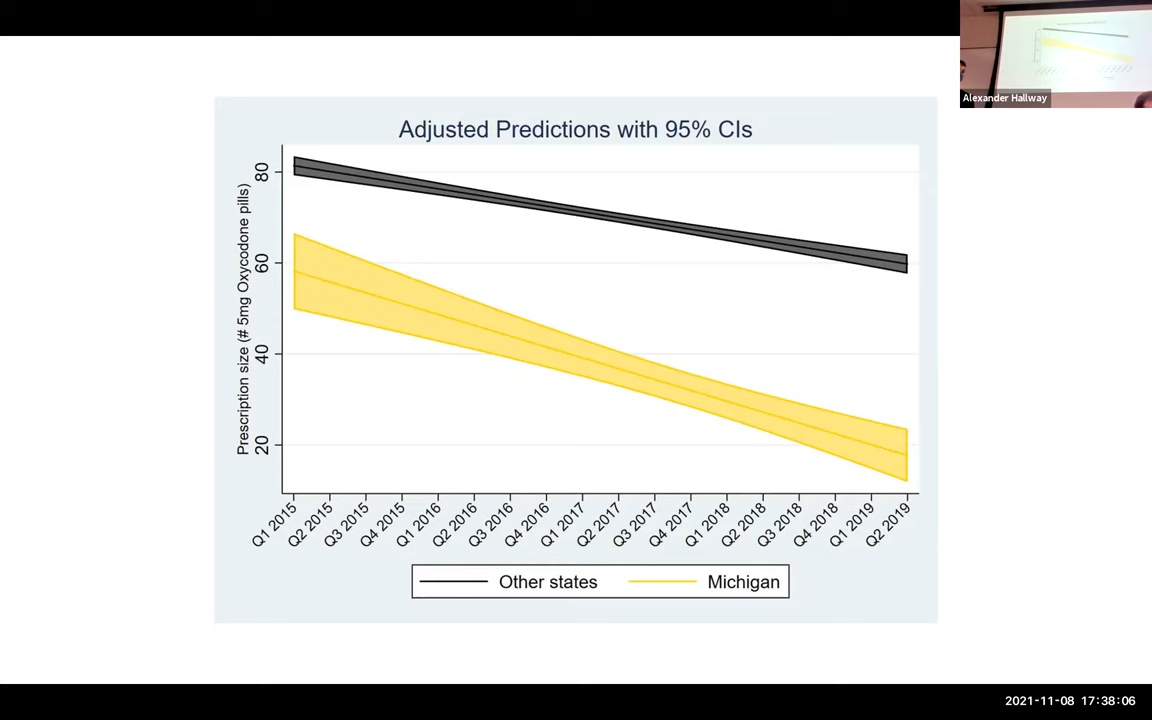 Alexander Hallway
Adjusted Predictions with 95% CIs
Prescription size (# 5mg Oxycodone pills)
80
60
40
20
Q1 2015
Q2 2015
Q3 2015
Q4 2015
Q1 2016
Q2 2016
Q3 2016
Q4 2016
Q1 2017
Q2 2017
Q3 2017
Q4 2017
Q1 2018
Q2 2018
Q3 2018
Q4 2018
Q1 2019
Q2 2019
Other states
Michigan
2021-11-08 17:38:06